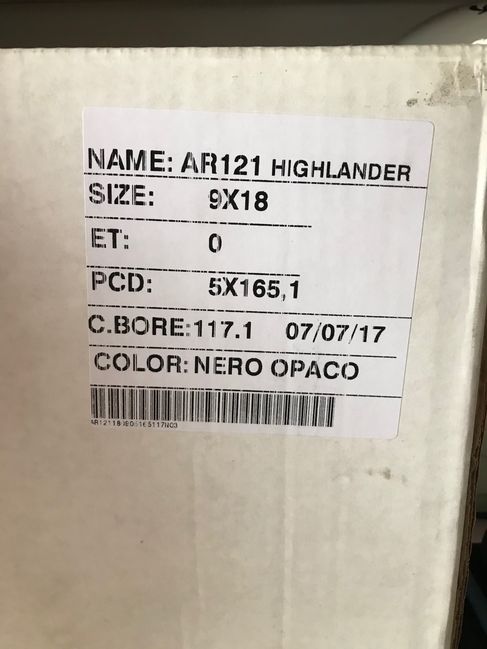 NAME: AR121 HIGHLANDER
SIZE: 9X18
ET: 0
PCD: 5X165,1
C.BORE:117.1 07/07/17
COLOR: NERO OPACO